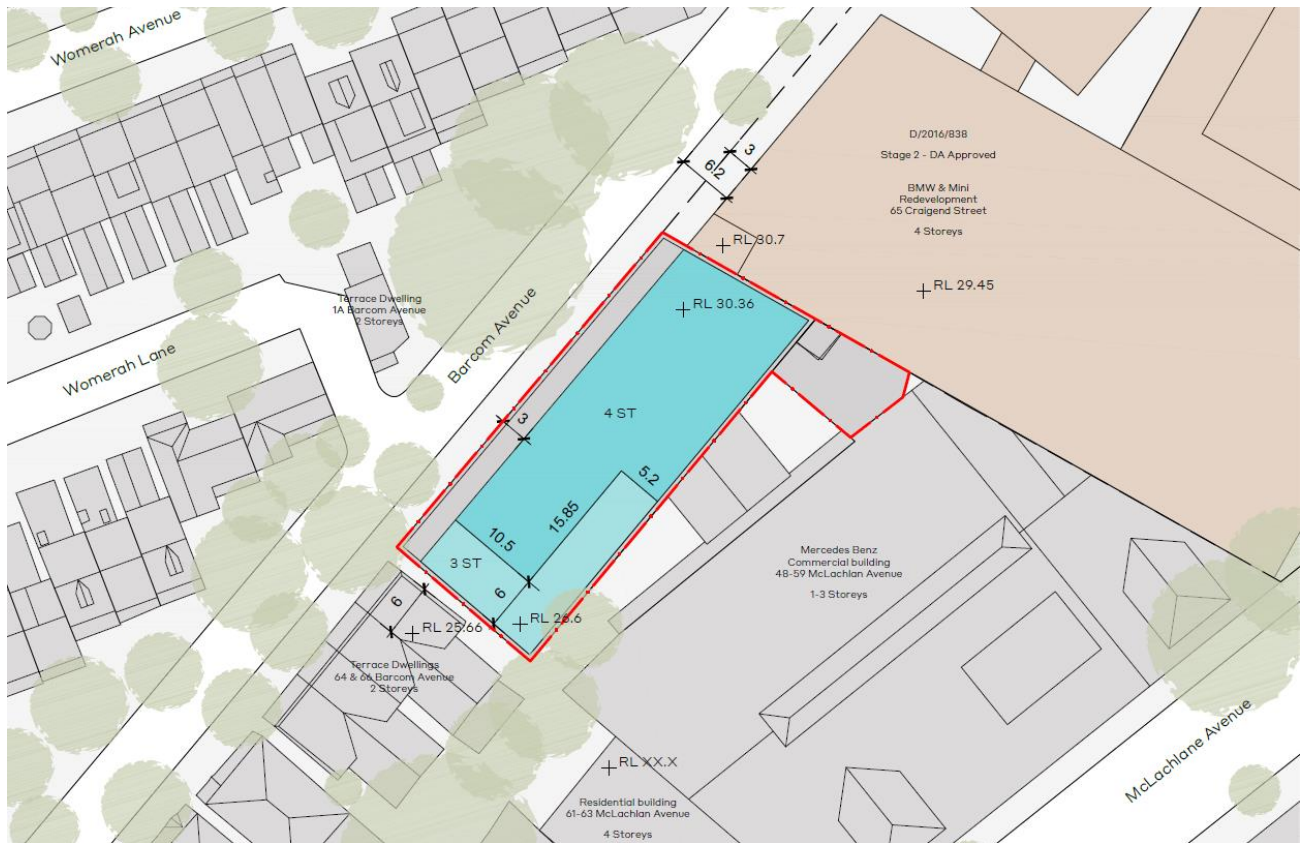 Womerah Avenue
D/2016/838
Stage 2 - DA Approved
BMW & Mini
Redevelopment
65 Craigend Street
4 Storeys
3
6.2
RL 30.7
RL 29.45
RL 30.36
Terrace Dwelling
1A Barcom Avenue
2 Storeys
Barcom Avenue
Womerah Lane
3
4 ST
5.2
15.85
10.5
3 ST
6
6
RL 26.6
RL 25.66
Terrace Dwellings
64 & 66 Barcom Avenue
2 Storeys
Mercedes Benz
Commercial building
48-59 McLachlan Avenue
1-3 Storeys
McLachlane Avenue
RL XX.X
Residential building
61-63 McLachlan Avenue
4 Storeys